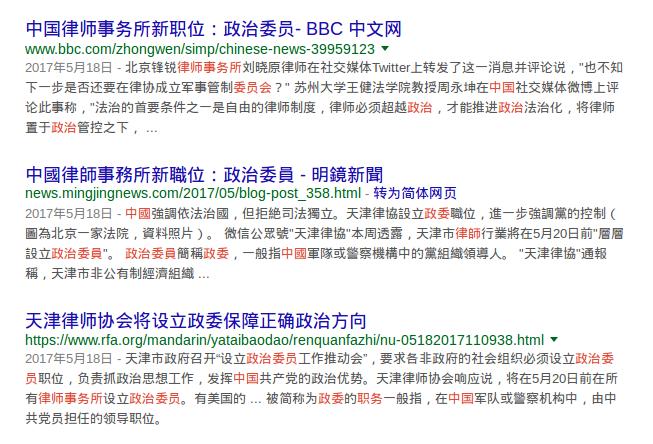 中国律师事务所新职位：政治委员- BBC 中文网
www.bbc.com/zhongwen/simp/chinese-news-39959123
2017年5月18日 - 北京锋锐律师事务所刘晓原律师在社交媒体Twitter上转发了这一消息并评论说，"也不知
下一步是否还要在律协成立军事管制委员会？" 苏州大学王健法学院教授周永坤在中国社交媒体微博上评
论此事称，"法治的首要条件之一是自由的律师制度，律师必须超越政治，才能推进政治法治化，将律师
置于政治管控之下， ...
中國律師事務所新職位：政治委員 - 明鏡新聞
news.mingjingnews.com/2017/05/blog-post_358.html - 转为简体网页
2017年5月18日 - 中國強調依法治國，但拒絕司法獨立。天津律協設立政委職位，進一步強調黨的控制（
圖為北京一家法院，資料照片）。 微信公眾號"天津律協"本周透露，天津市律師行業將在5月20日前"層層
設立政治委員"。 政治委員簡稱政委，一般指中國軍隊或警察機構中的黨組織領導人。 "天津律協"通報
稱，天津市非公有制經濟組織 ...
天津律师协会将设立政委保障正确政治方向
https://www.rfa.org/mandarin/yataibaodao/renquanfazhi/nu-05182017110938.html
2017年5月18日 - 天津市政府召开“设立政治委员工作推动会”，要求各非政府的社会组织必须设立政治委
员职位，负责抓政治思想工作，发挥中国共产党的政治优势。天津律师协会响应说，将在5月20日前在所
有律师事务所设立政治委员。有美国的 ... 被简称为政委的职务一般指，在中国军队或警察机构中，由中
共党员担任的领导职位。